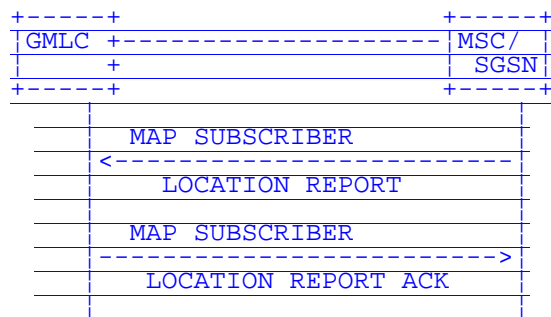 GMLC MSC/
SGSN
MAP SUBSCRIBER
LOCATION REPORT
MAP SUBSCRIBER
LOCATION REPORT ACK